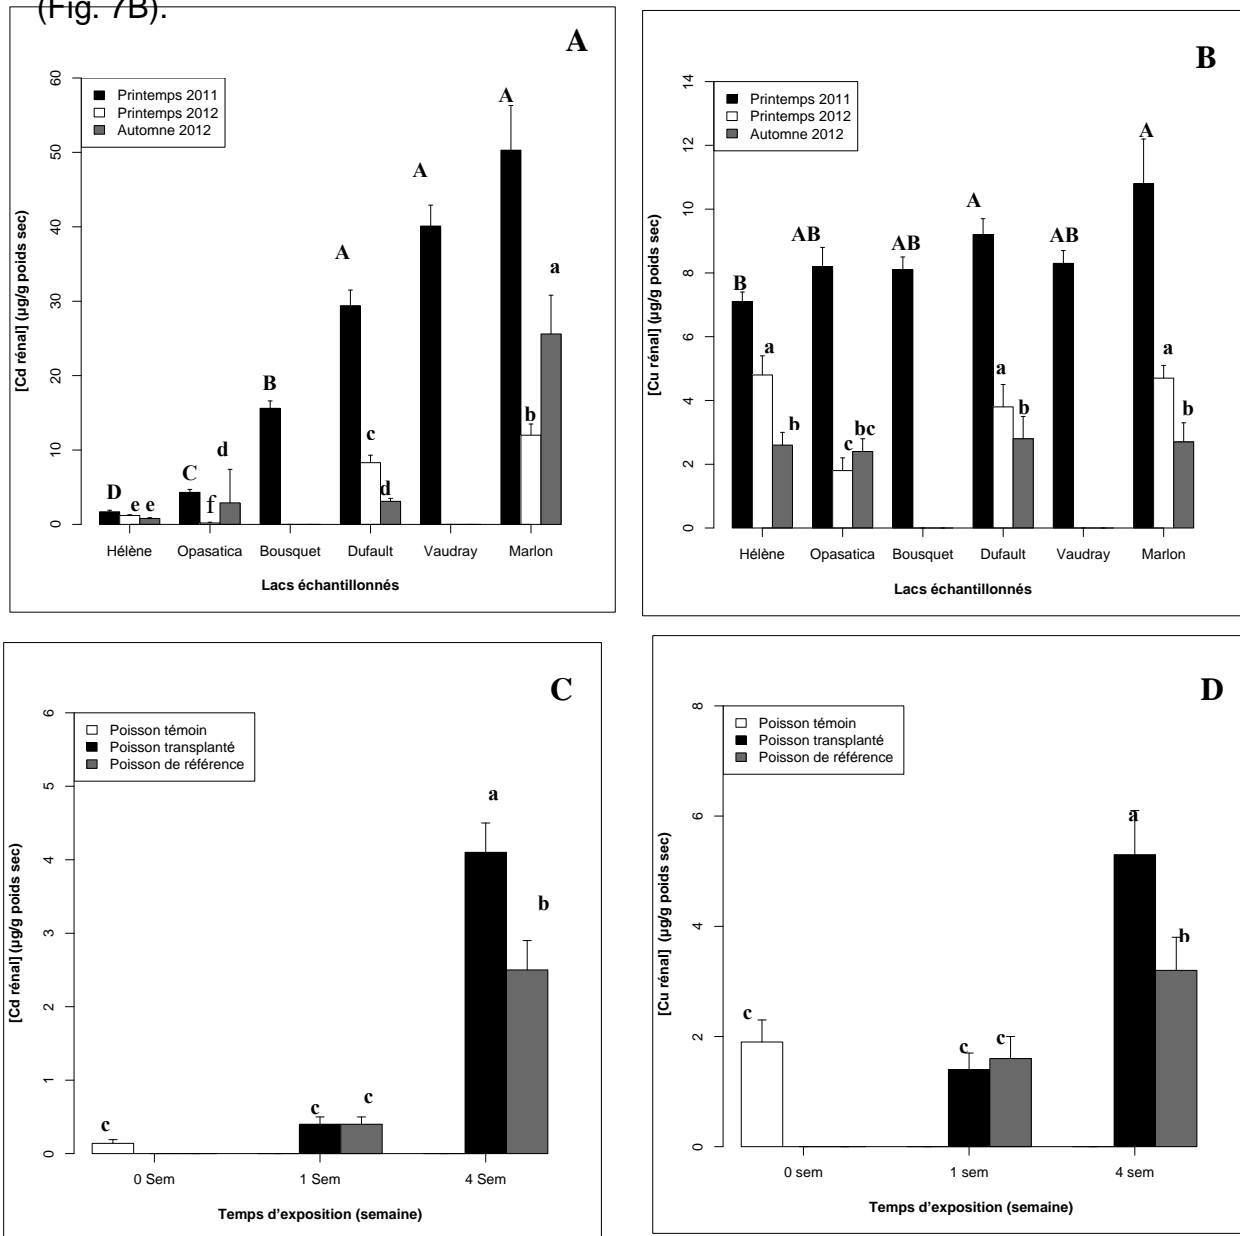 (Fig. 7B).
A
[Cd rénal] (µg/g poids sec)
60
50
40
30
20
10
0
Printemps 2011
Printemps 2012
Automne 2012
D
e
e
C
f
d
B
A
c
d
A
A
b
a
Hélène
Opasatica
Bousquet
Dufault
Vaudray
Marlon
Lacs échantillonnés
B
[Cu rénal] (µg/g poids sec)
14
12
10
8
6
4
2
0
Printemps 2011
Printemps 2012
Automne 2012
B
a
b
AB
c
bc
AB
A
a
b
AB
A
a
b
Hélène
Opasatica
Bousquet
Dufault
Vaudray
Marlon
Lacs échantillonnés
C
[Cd rénal] (µg/g poids sec)
6
5
4
3
2
1
0
Poisson témoin
Poisson transplanté
Poisson de référence
c
c
c
a
b
0 Sem
1 Sem
4 Sem
Temps d'exposition (semaine)
D
[Cu rénal] (µg/g poids sec)
8
6
4
2
0
Poisson témoin
Poisson transplanté
Poisson de référence
c
c
c
a
b
0 sem
1 sem
4 sem
Temps d'exposition (semaine)